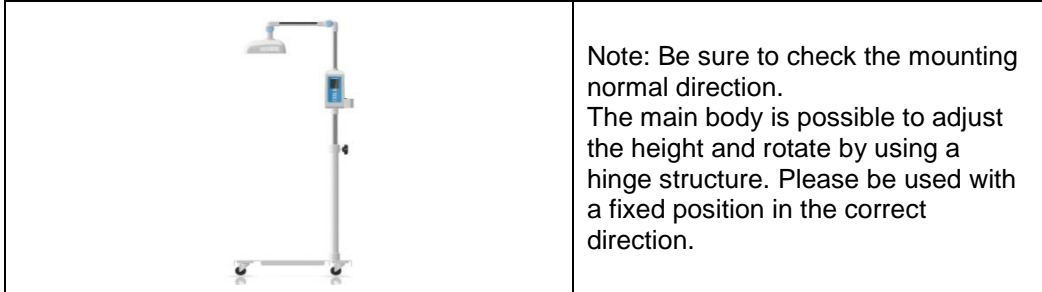 Note: Be sure to check the mounting
normal direction.
The main body is possible to adjust
the height and rotate by using a
hinge structure. Please be used with
a fixed position in the correct
direction.